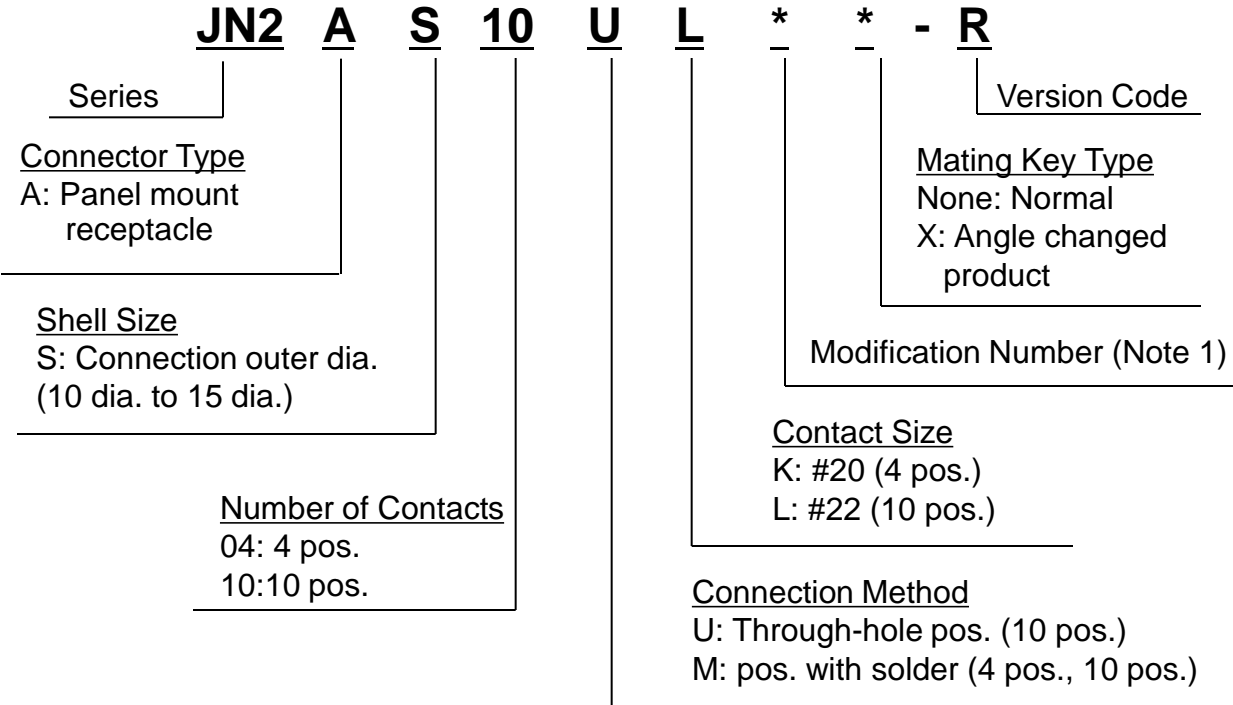 JN2 A S 10 U L * * - R
Series
Version Code
Connector Type
A: Panel mount
receptacle
Mating Key Type
None: Normal
X: Angle changed
product
Shell Size
S: Connection outer dia.
(10 dia. to 15 dia.)
Modification Number (Note 1)
Contact Size
K: #20 (4 pos.)
L: #22 (10 pos.)
Number of Contacts
04: 4 pos.
10:10 pos.
Connection Method
U: Through-hole pos. (10 pos.)
M: pos. with solder (4 pos., 10 pos.)